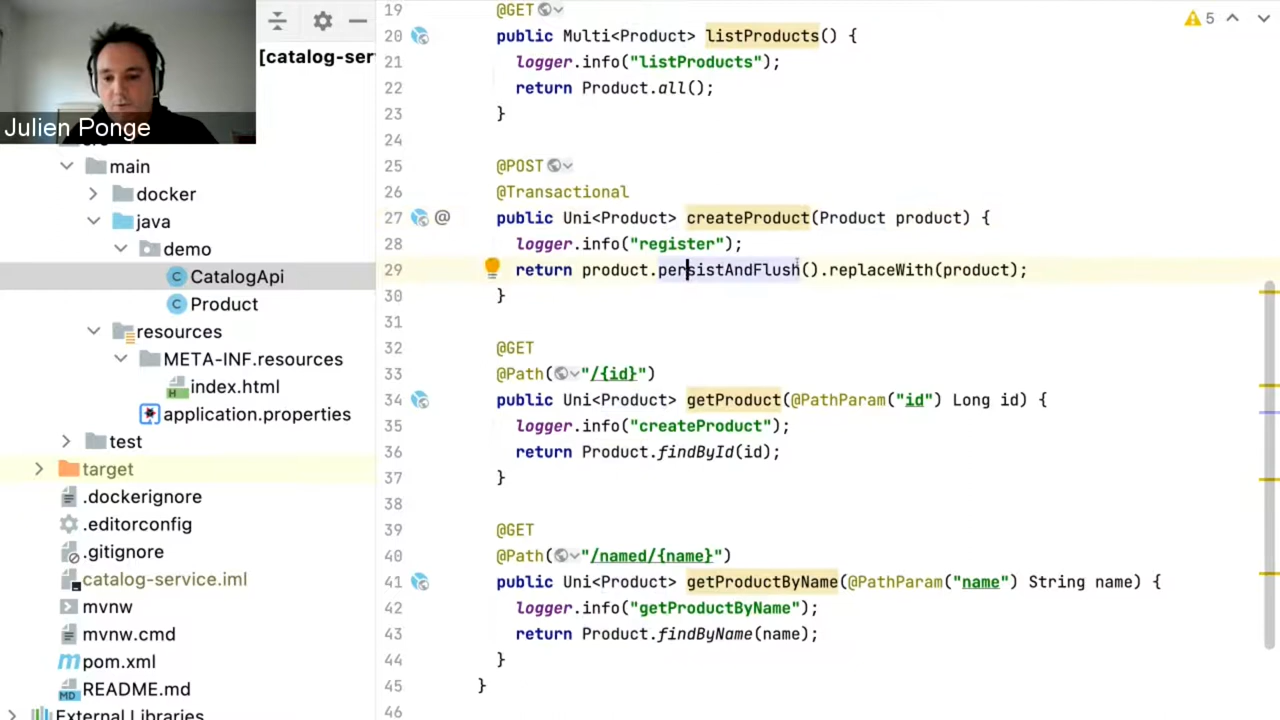 Julien Ponge
[catalog-ser
main
docker
java
demo
CatalogApi
Product
resources
META-INF.resources
index.html
application.properties
test
target
.dockerignore
.editorconfig
.gitignore
catalog-service.iml
mvnw
mvnw.cmd
pom.xml
README.md
External Libraries
5
19 @GET
20 public Multi<Product> listProducts() {
21 logger.info("listProducts");
22 return Product.all();
23 }
24
25 @POST
26 @Transactional
27 @ public Uni<Product> createProduct(Product product) {
28 logger.info("register");
29 return product.persistAndFlush().replaceWith(product);
30 }
31
32 @GET
33 @Path("/{id}")
34 public Uni<Product> getProduct(@PathParam("id") Long id) {
35 logger.info("createProduct");
36 return Product.findById(id);
37 }
38
39 @GET
40 @Path("/named/{name}")
41 public Uni<Product> getProductByName(@PathParam("name") String name) {
42 logger.info("getProductByName");
43 return Product.findByName(name);
44 }
45 }
46